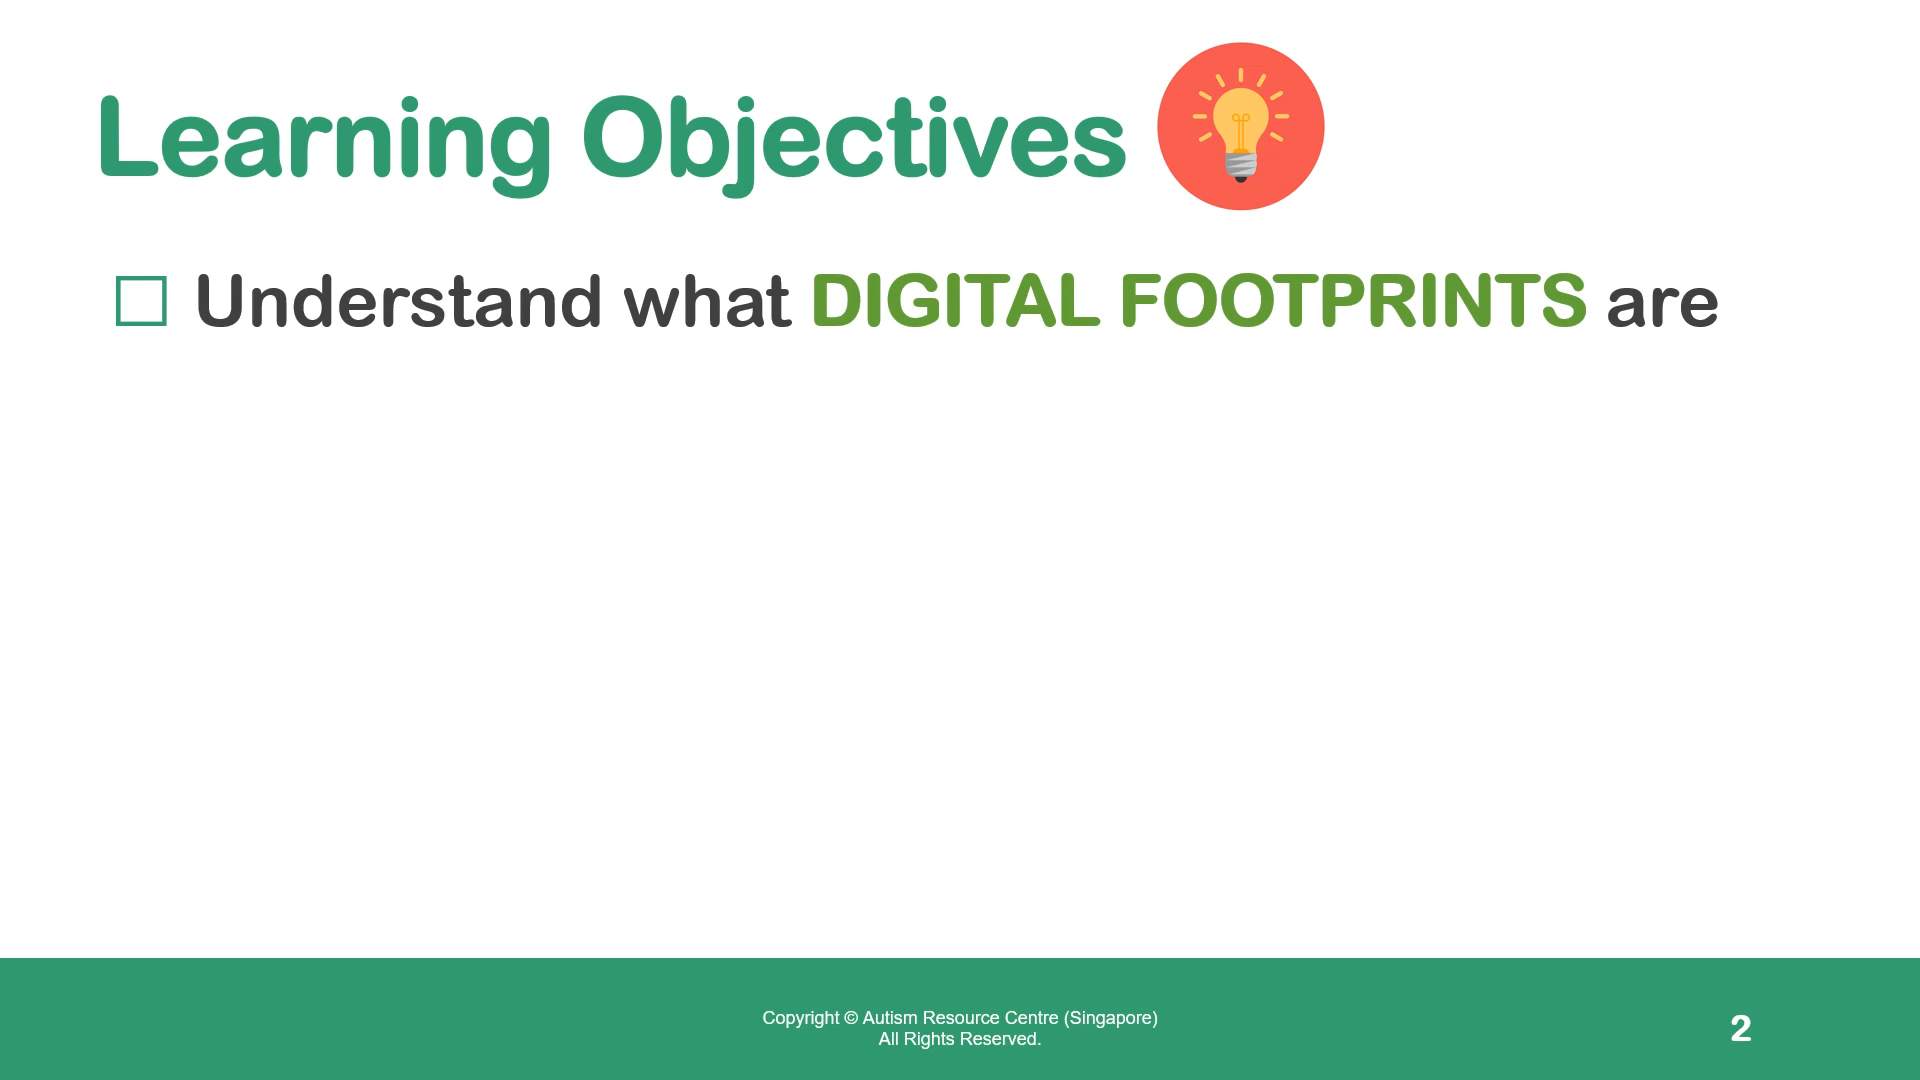 Learning Objectives
☐ Understand what DIGITAL FOOTPRINTS are
Copyright © Autism Resource Centre (Singapore)
All Rights Reserved.
2